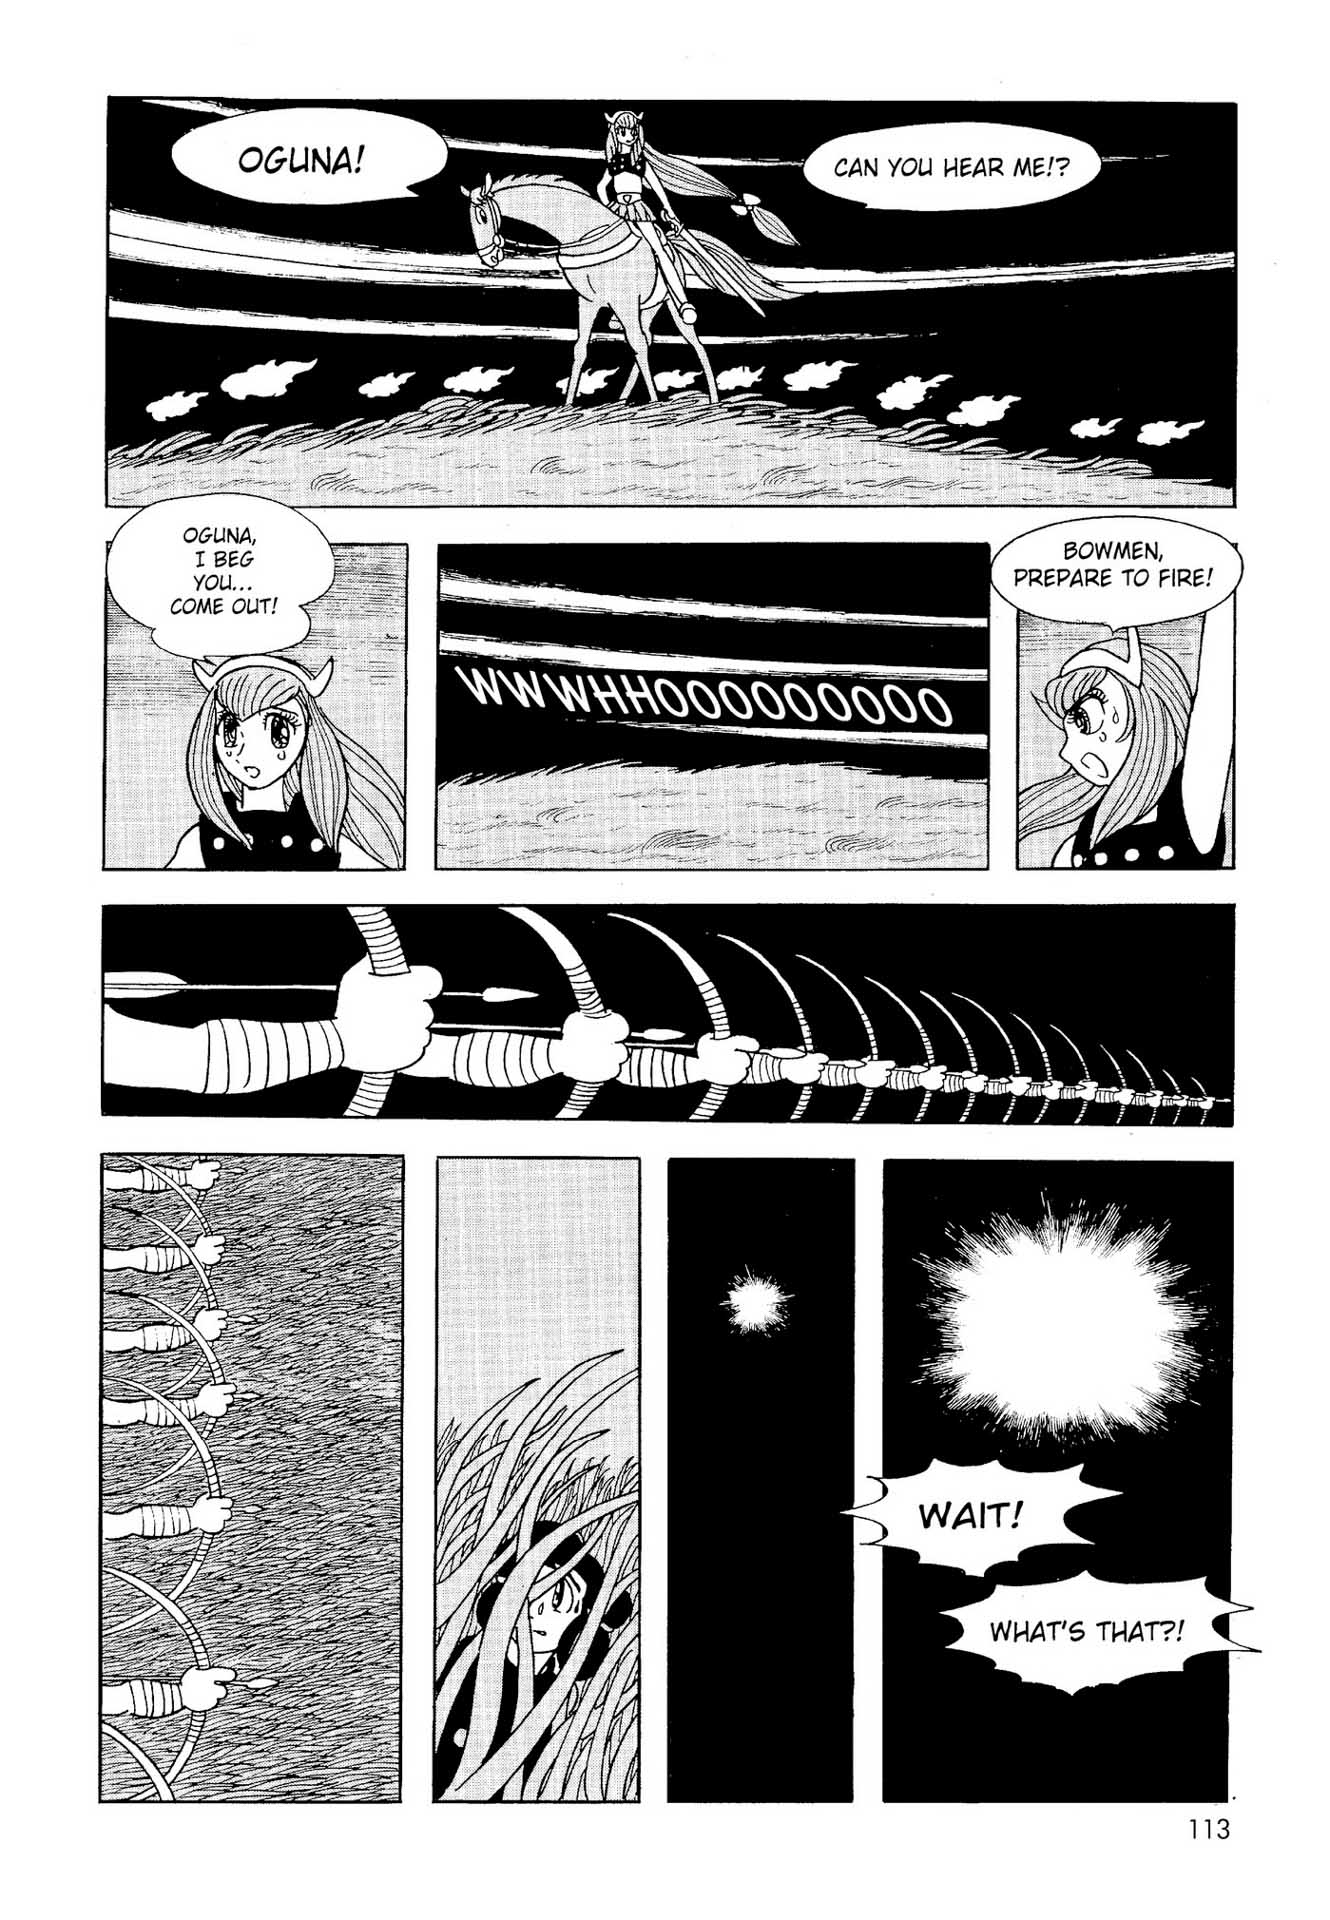 OGUNA!
CAN YOU HEAR ME!?
OGUNA,
I BEG
YOU...
COME OUT!
WWWHHOOOOOOOOO
BOWMEN,
PREPARE TO FIRE!
WAIT!
WHAT'S THAT?!
113